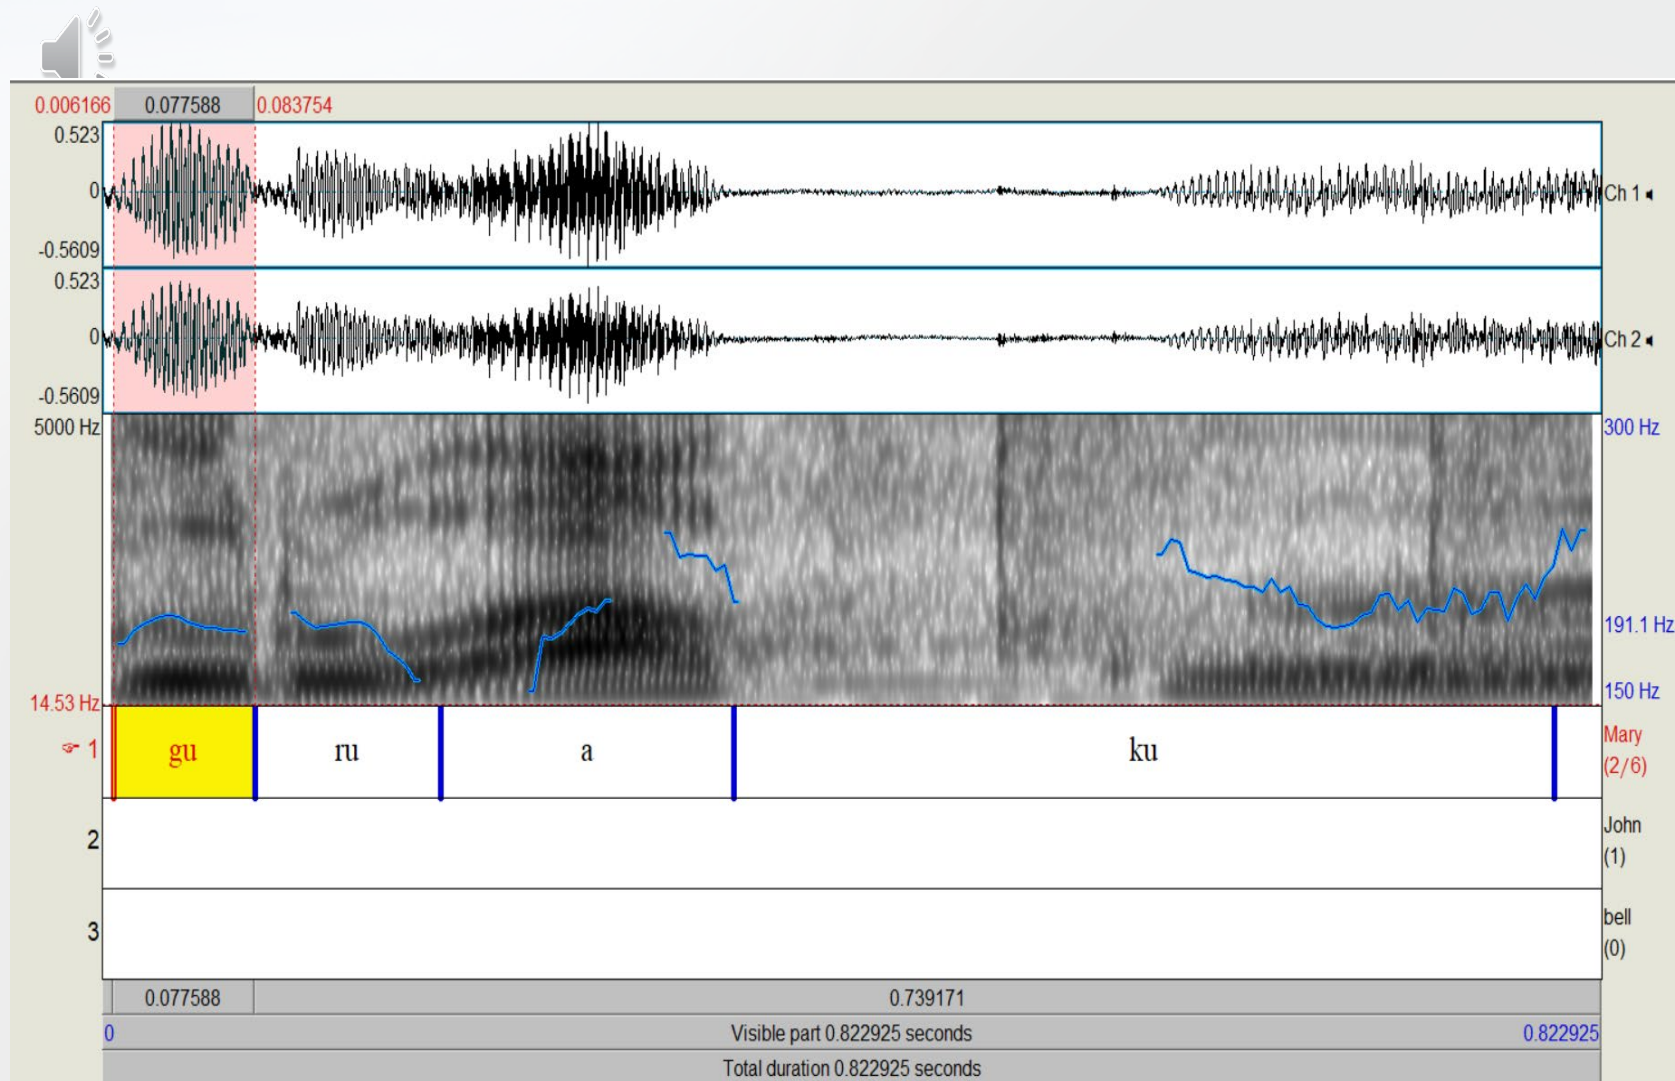 0.006166 0.077588 0.083754
0.523
0
-0.5609
Ch 1
0.523
0
-0.5609
Ch 2
5000 Hz 300 Hz
191.1 Hz
14.53 Hz 150 Hz
☞ 1 gu ru a ku Mary
(2/6)
2 John
(1)
3 bell
(0)
0.077588 0.739171
0 Visible part 0.822925 seconds 0.822925
Total duration 0.822925 seconds